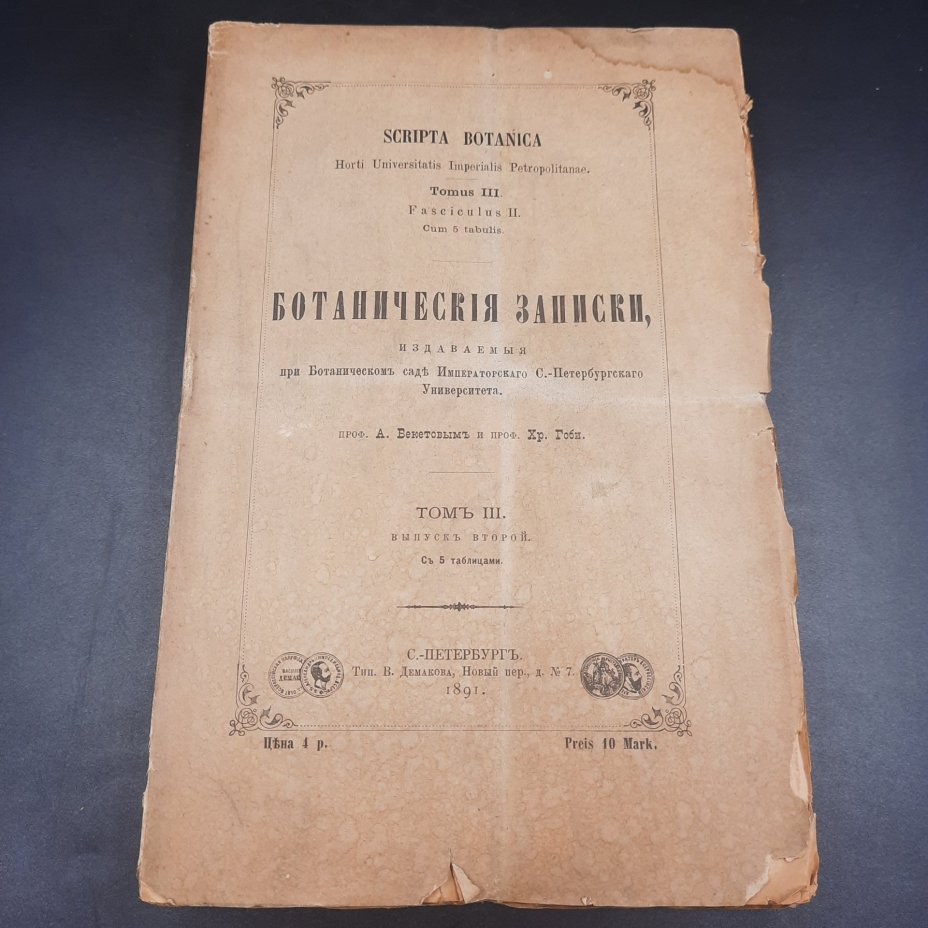 SCRIPTA BOTANICA
Horti Universitatis Imperialis Petropolitanae.
Tomus III.
Fasciculus II.
Cum 5 tabulis.
БОТАНИЧЕСКІЯ ЗАПИСКИ,
ИЗДАВАЕМЫЯ
при Ботаническомъ садѣ Императорскаго С.-Петербургскаго
Университета.
ПРОФ. А. Бекетовымъ И ПРОФ. Хр. Гоби.
ТОМЪ III.
ВЫПУСКЪ ВТОРОЙ.
Съ 5 таблицами.
С.-ПЕТЕРБУРГЪ.
Тип. В. Демакова, Новый пер., д. № 7.
1891.
Цѣна 4 р.
Preis 10 Mark.